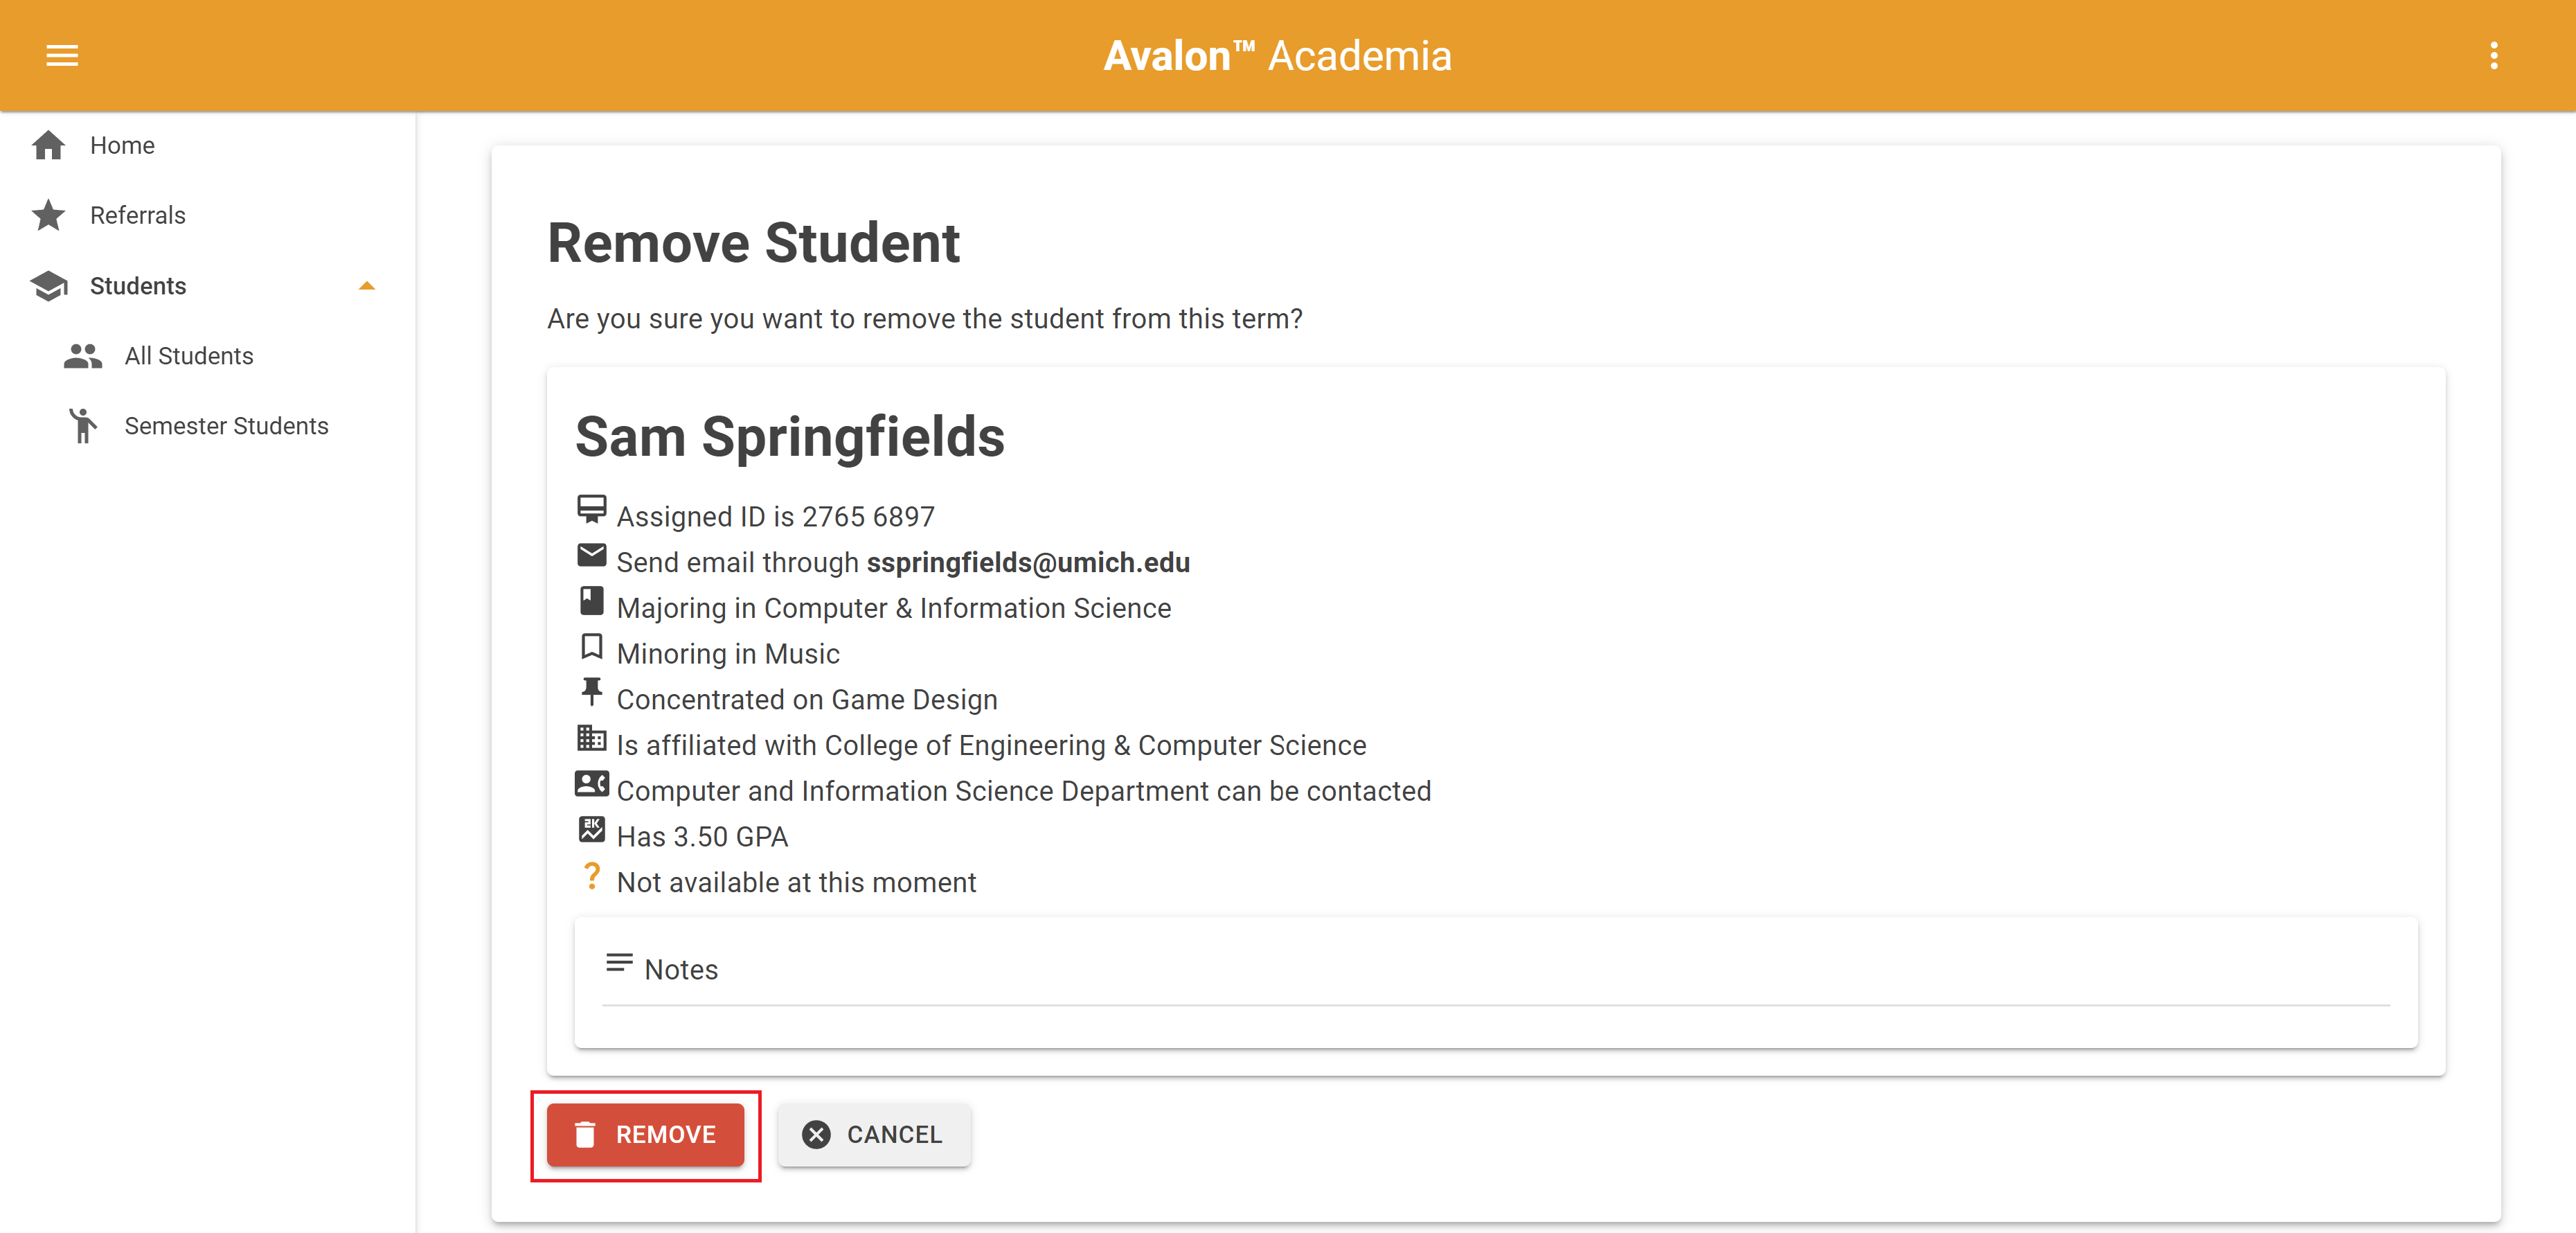 Avalon™ Academia
Home
Referrals
Students
All Students
Semester Students
Remove Student
Are you sure you want to remove the student from this term?
Sam Springfields
Assigned ID is 2765 6897
Send email through sspringfields@umich.edu
Majoring in Computer & Information Science
Minoring in Music
Concentrated on Game Design
Is affiliated with College of Engineering & Computer Science
Computer and Information Science Department can be contacted
2K
Has 3.50 GPA
? Not available at this moment
Notes
REMOVE
CANCEL